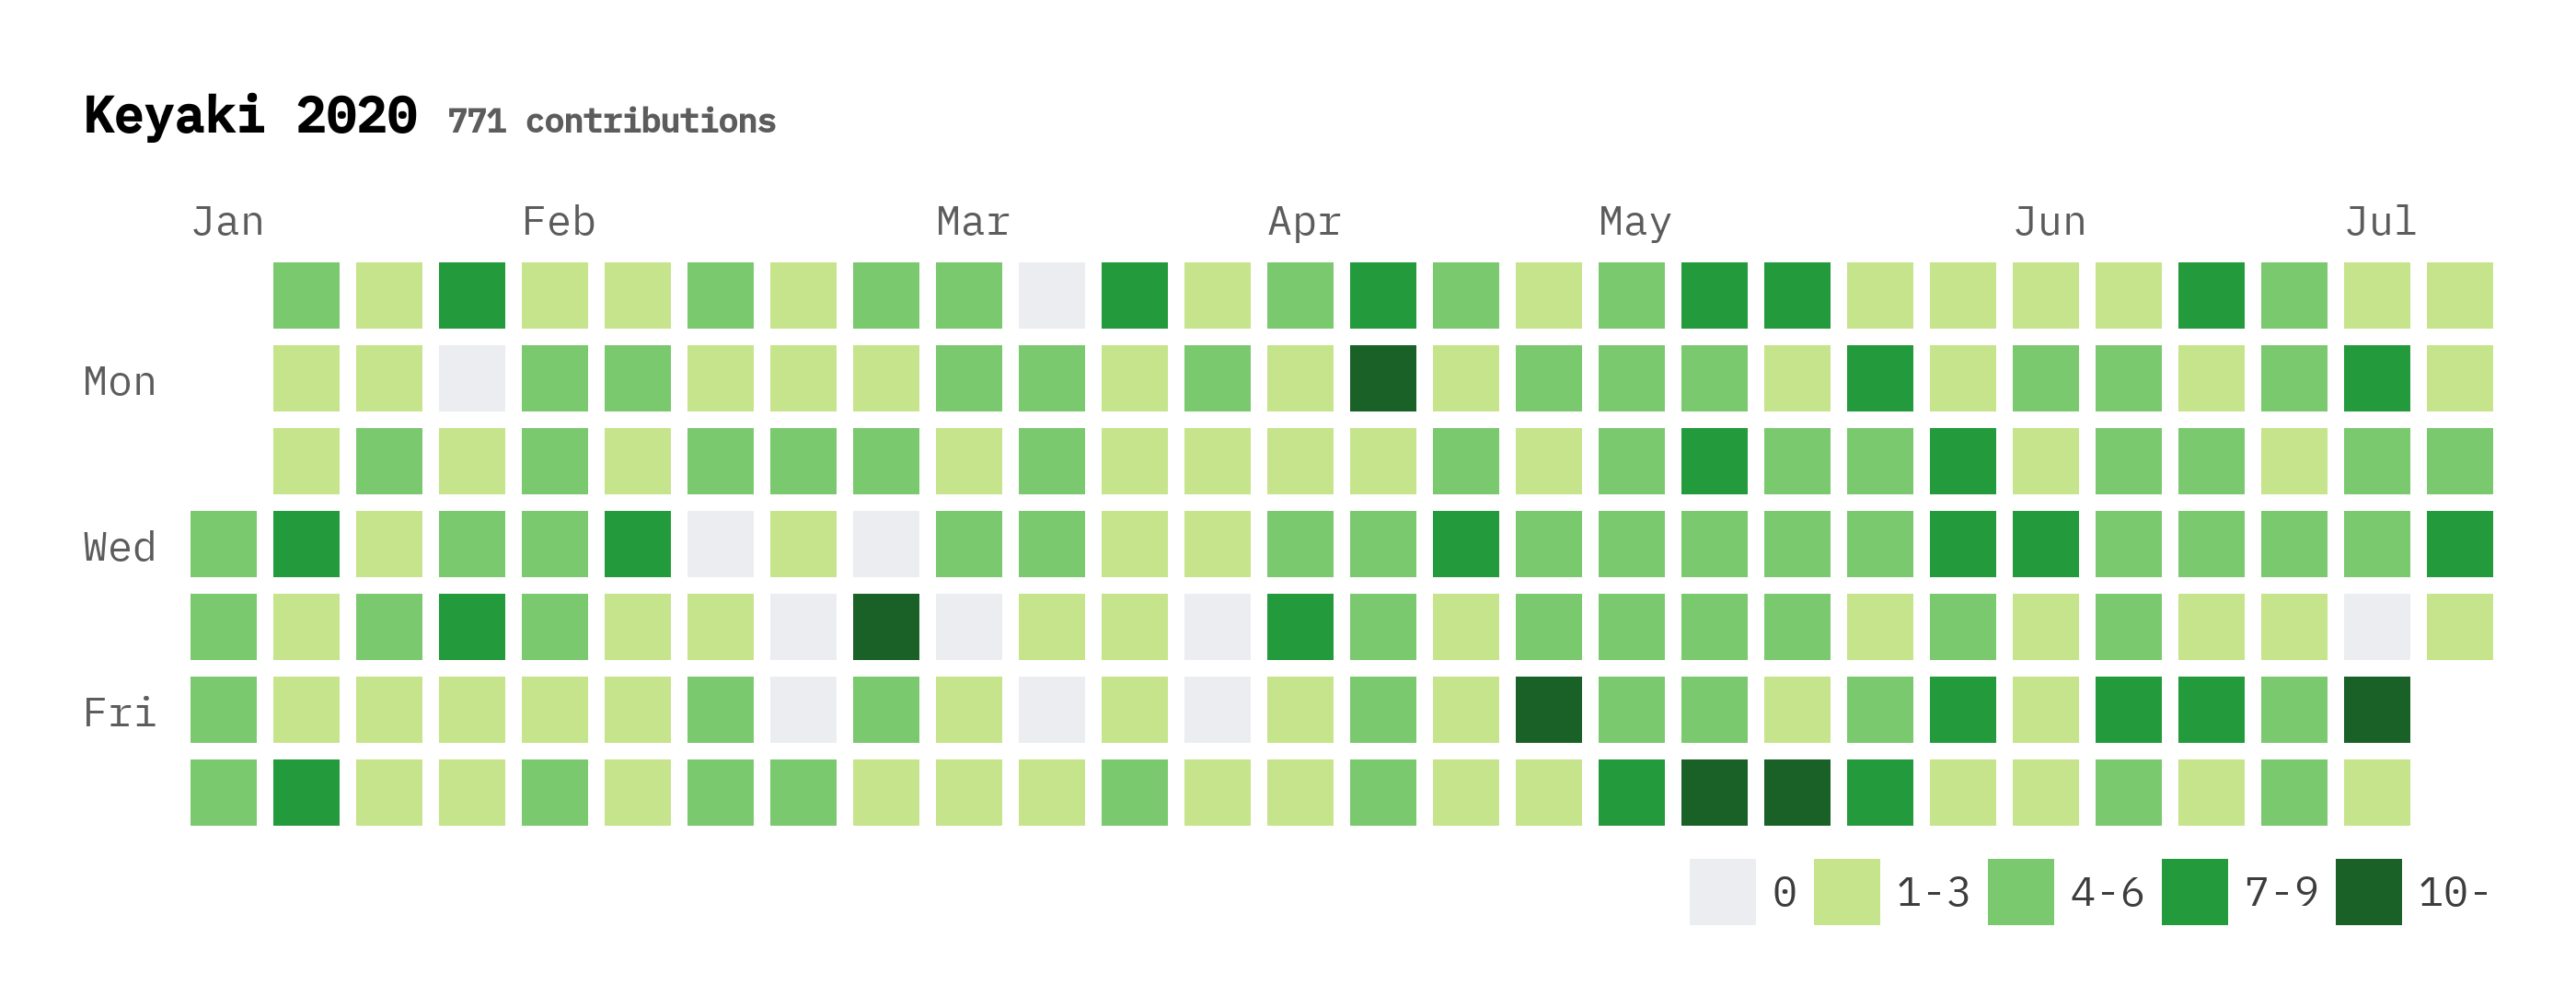 Keyaki 2020 771 contributions
Jan Feb Mar Apr May Jun Jul
Mon
Wed
Fri
0 1-3 4-6 7-9 10-